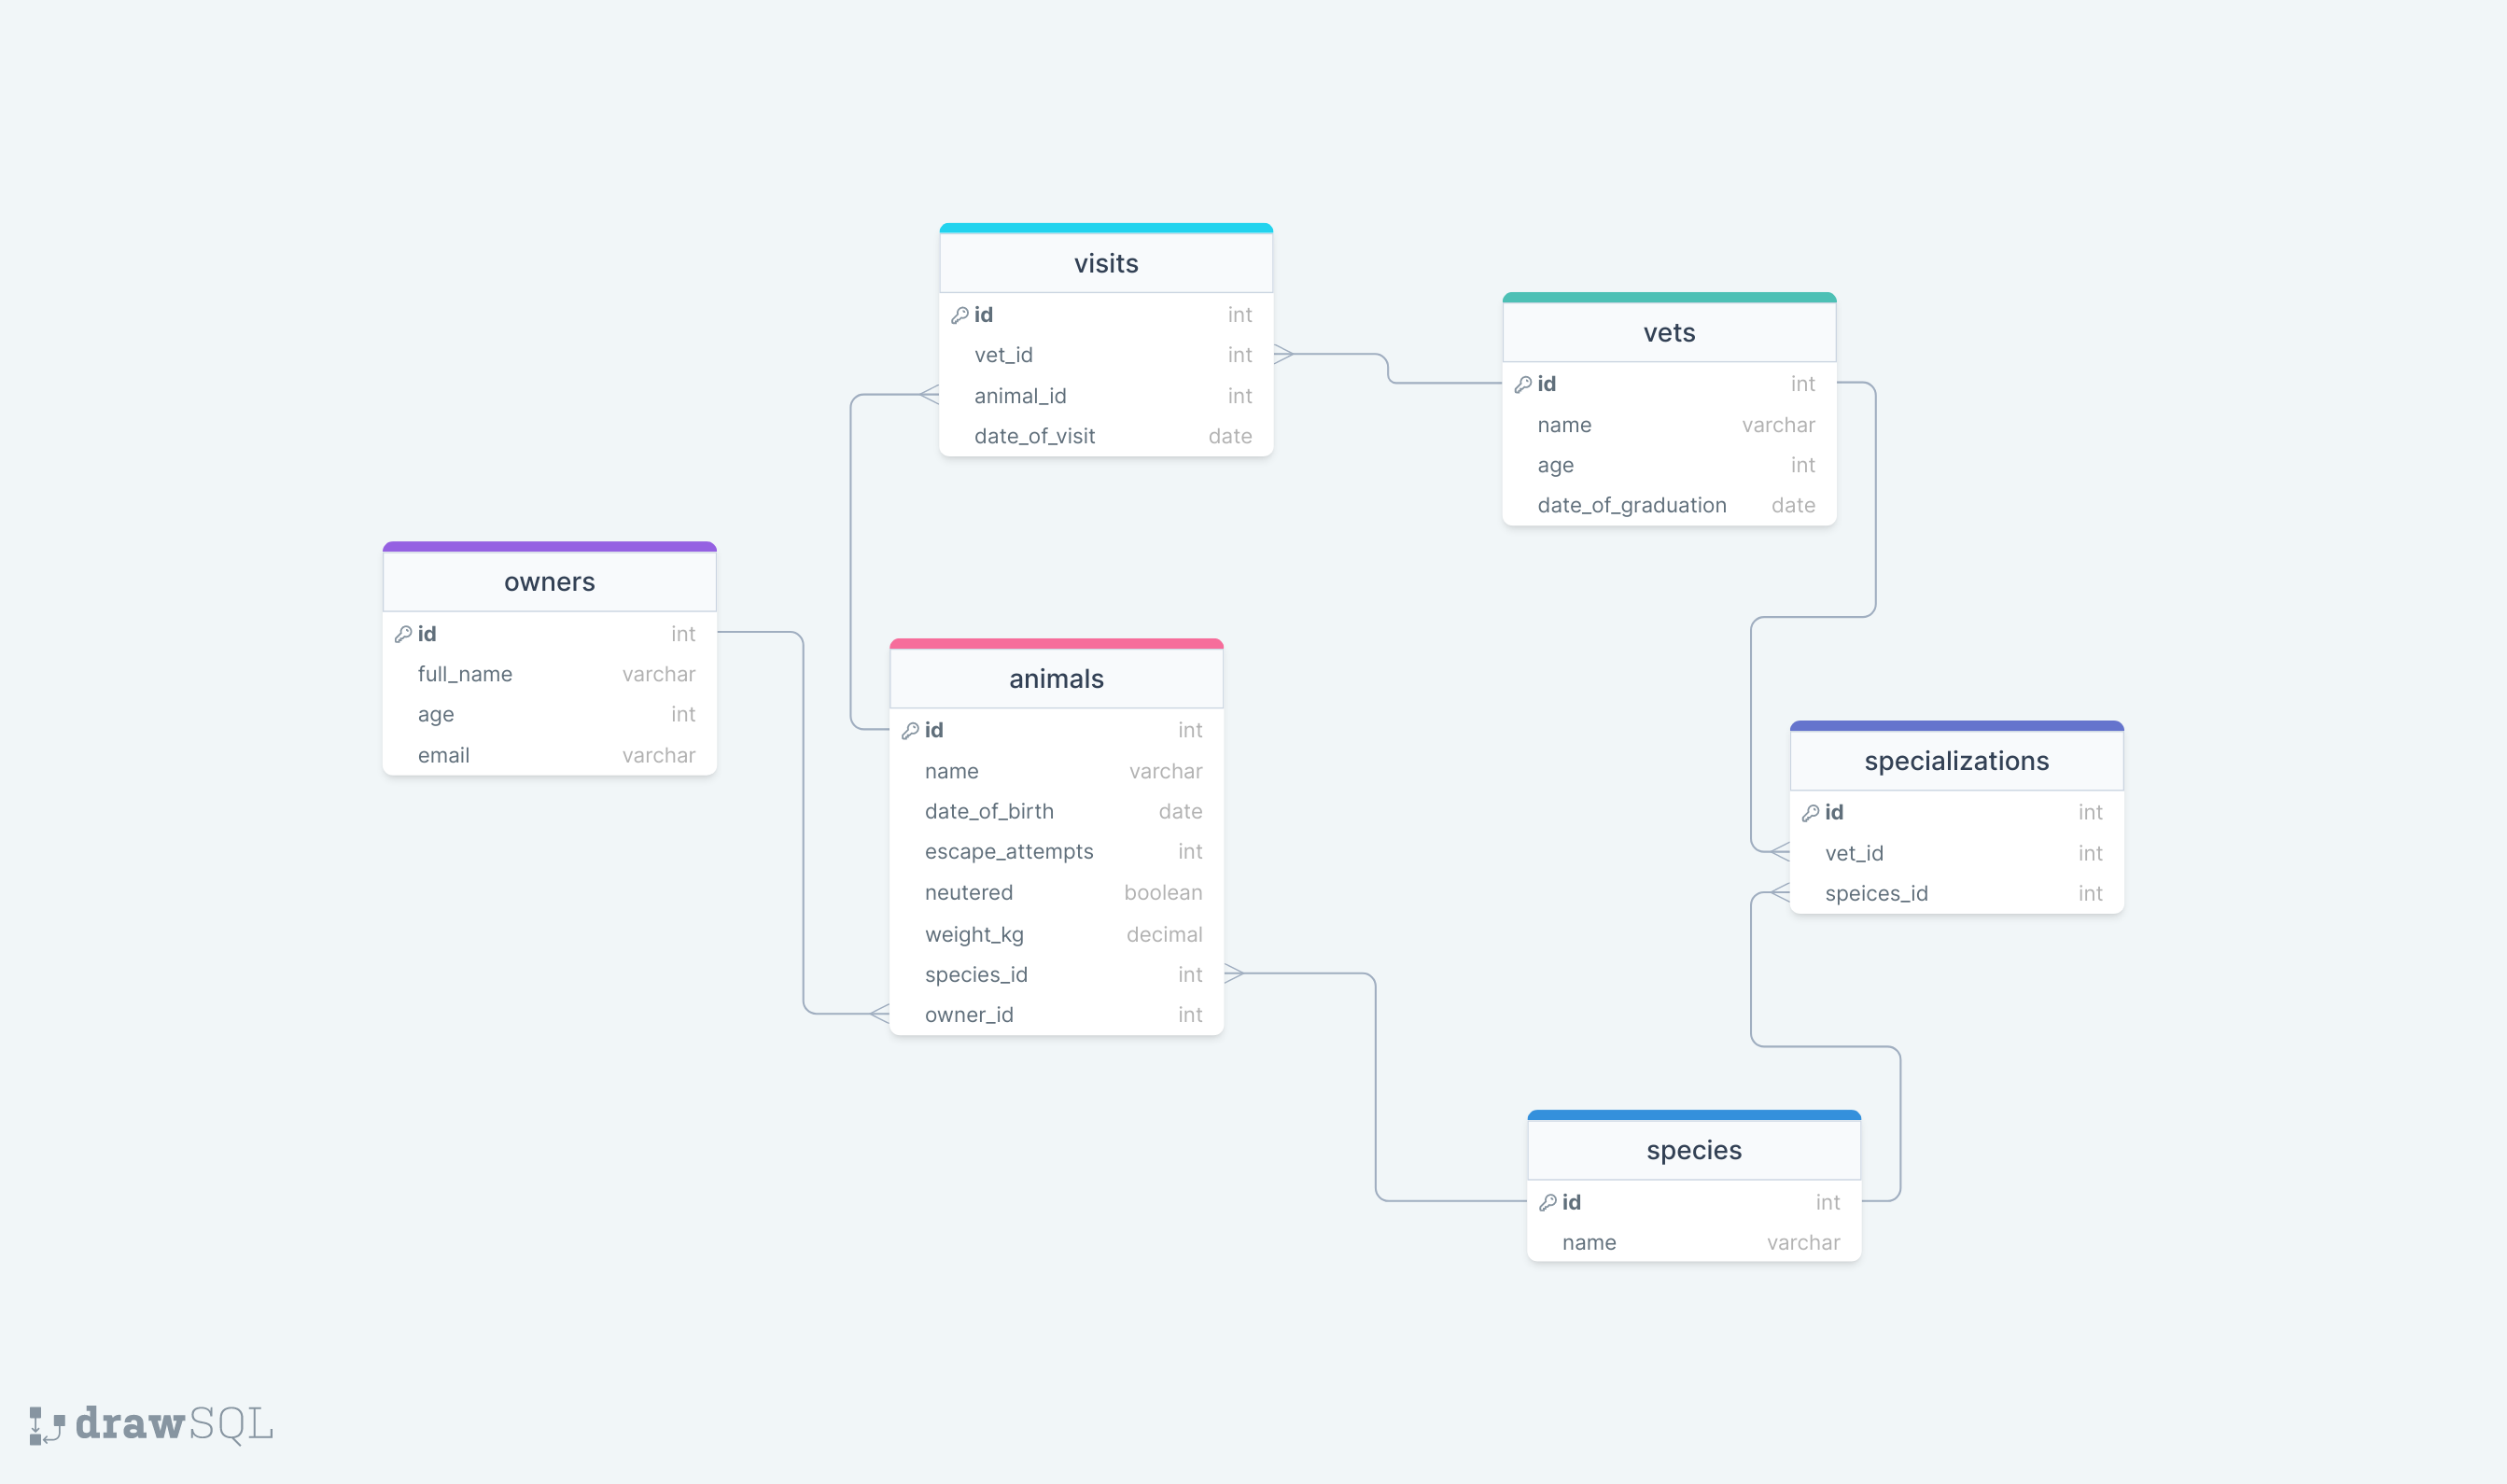 visits
id int
vet_id int
animal_id int
date_of_visit date
vets
id int
name varchar
age int
date_of_graduation date
owners
id int
full_name varchar
age int
email varchar
animals
id int
name varchar
date_of_birth date
escape_attempts int
neutered boolean
weight_kg decimal
species_id int
owner_id int
specializations
id int
vet_id int
speices_id int
species
id int
name varchar
drawSQL